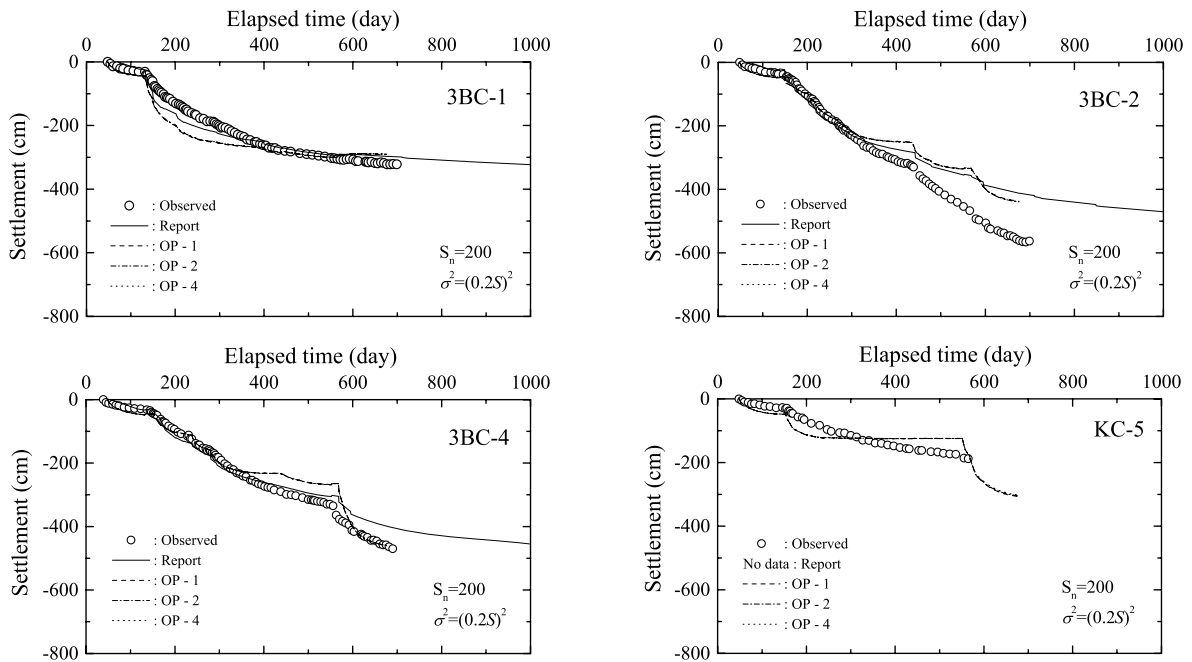 Elapsed time (day)
0 200 400 600 800 1000
0
-200
-400
-600
-800
Settlement (cm)
3BC-1
: Observed
: Report
: OP - 1
: OP - 2
: OP - 4
Sn=200
σ²=(0.2S)²
Elapsed time (day)
0 200 400 600 800 1000
0
-200
-400
-600
-800
Settlement (cm)
3BC-2
: Observed
: Report
: OP - 1
: OP - 2
: OP - 4
Sn=200
σ²=(0.2S)²
Elapsed time (day)
0 200 400 600 800 1000
0
-200
-400
-600
-800
Settlement (cm)
3BC-4
: Observed
: Report
: OP - 1
: OP - 2
: OP - 4
Sn=200
σ²=(0.2S)²
Elapsed time (day)
0 200 400 600 800 1000
0
-200
-400
-600
-800
Settlement (cm)
KC-5
: Observed
No data : Report
: OP - 1
: OP - 2
: OP - 4
Sn=200
σ²=(0.2S)²